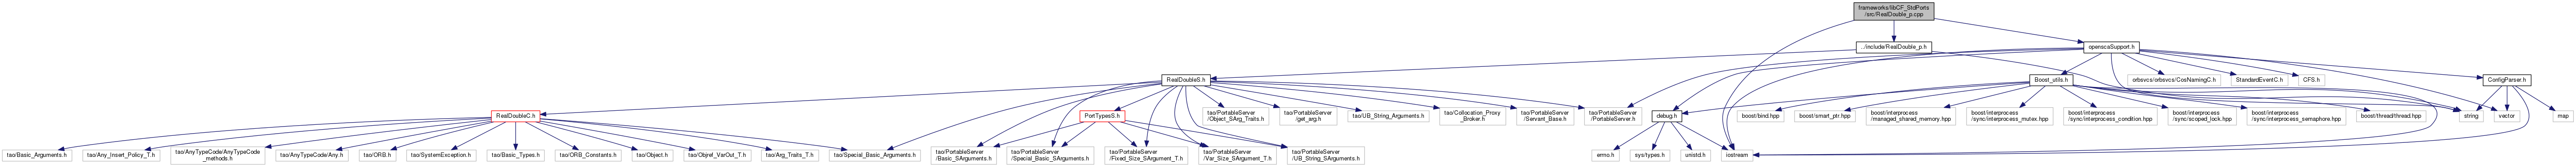 frameworks/libCF_StdPorts
/src/RealDouble_p.cpp
../include/RealDouble_p.h
openscaSupport.h
RealDoubleS.h
Boost_utils.h
orbsvcs/orbsvcs/CosNamingC.h
StandardEventC.h
CFS.h
ConfigParser.h
RealDoubleC.h
PortTypesS.h
tao/PortableServer
/Object_SArg_Traits.h
tao/PortableServer
/get_arg.h
tao/UB_String_Arguments.h
tao/Collocation_Proxy
_Broker.h
tao/PortableServer
/Servant_Base.h
tao/PortableServer
/PortableServer.h
debug.h
boost/bind.hpp
boost/smart_ptr.hpp
boost/interprocess
/managed_shared_memory.hpp
boost/interprocess
/sync/interprocess_mutex.hpp
boost/interprocess
/sync/interprocess_condition.hpp
boost/interprocess
/sync/scoped_lock.hpp
boost/interprocess
/sync/interprocess_semaphore.hpp
boost/thread/thread.hpp
string
vector
map
tao/Basic_Arguments.h
tao/Any_Insert_Policy_T.h
tao/AnyTypeCode/AnyTypeCode
_methods.h
tao/AnyTypeCode/Any.h
tao/ORB.h
tao/SystemException.h
tao/Basic_Types.h
tao/ORB_Constants.h
tao/Object.h
tao/Objref_VarOut_T.h
tao/Arg_Traits_T.h
tao/Special_Basic_Arguments.h
tao/PortableServer
/Basic_SArguments.h
tao/PortableServer
/Special_Basic_SArguments.h
tao/PortableServer
/Fixed_Size_SArgument_T.h
tao/PortableServer
/Var_Size_SArgument_T.h
tao/PortableServer
/UB_String_SArguments.h
errno.h
sys/types.h
unistd.h
iostream